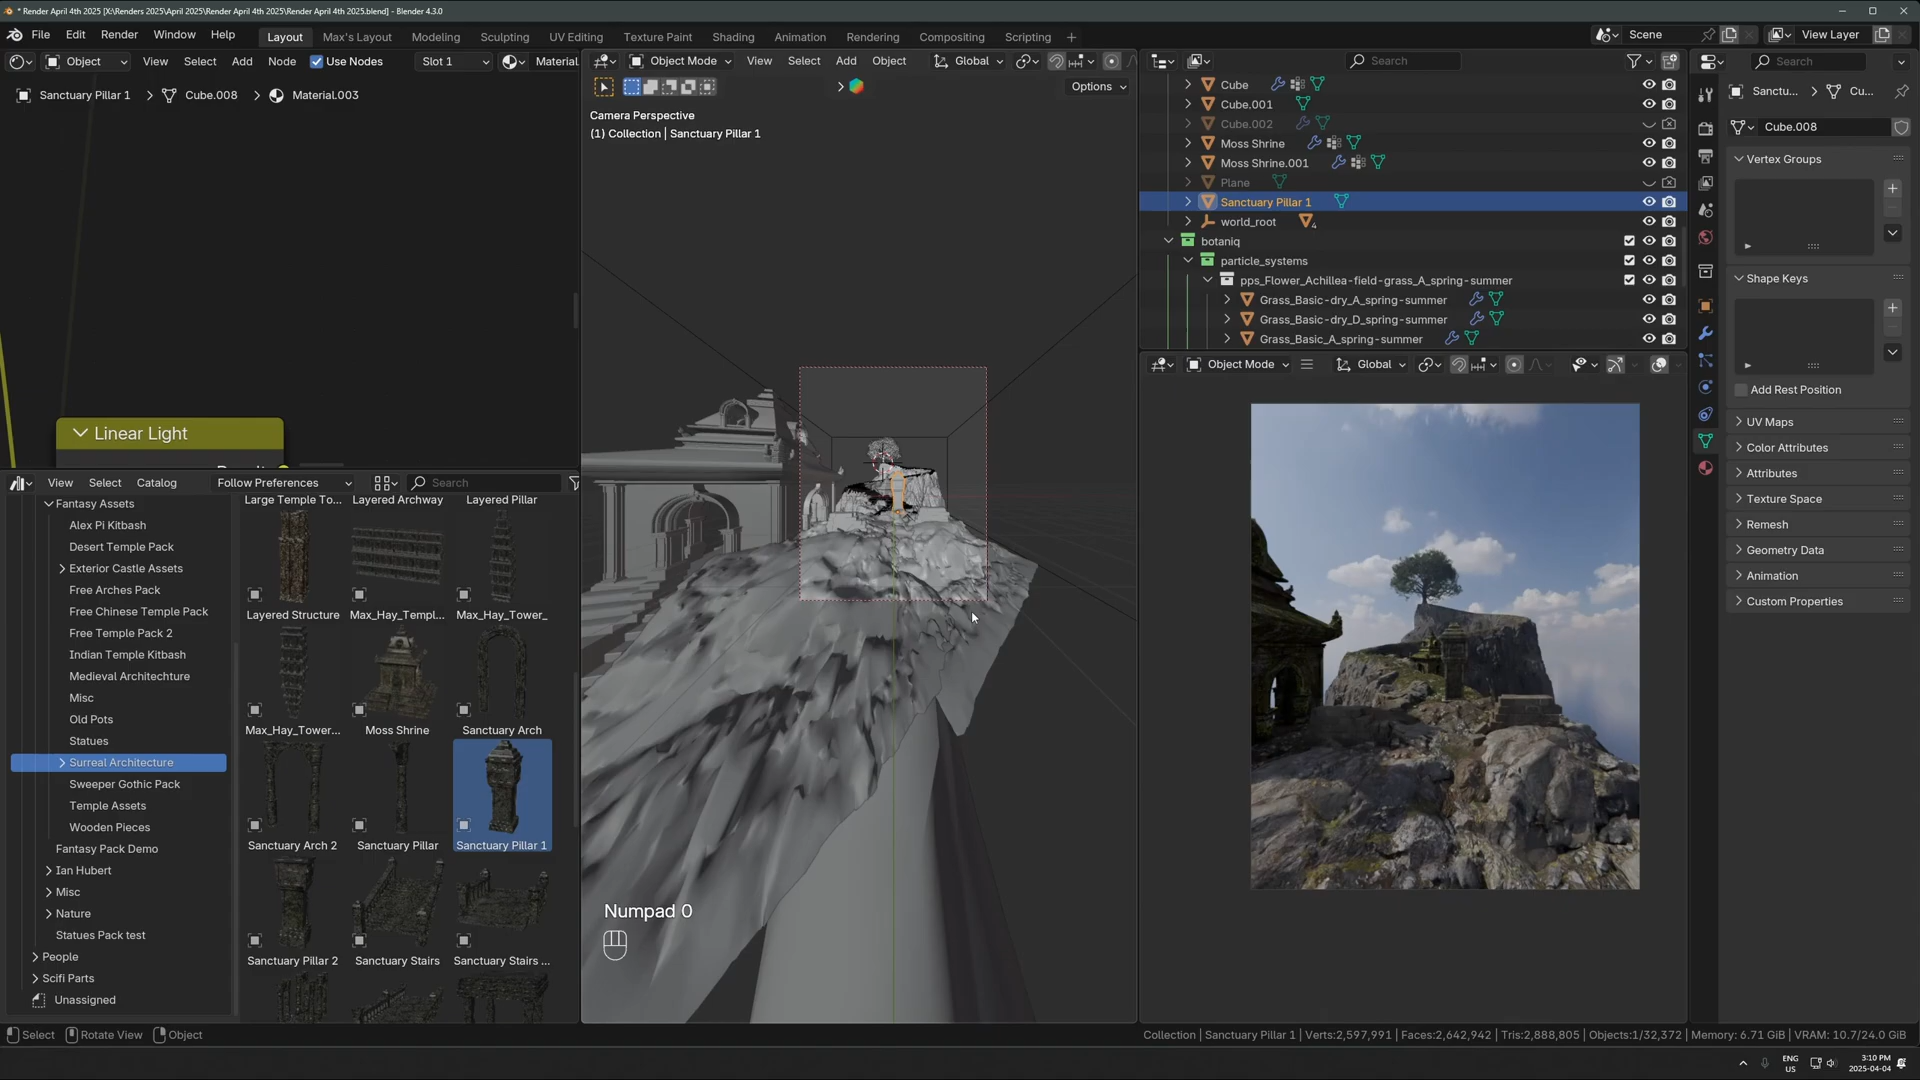 * Render April 4th 2025 [X:\Renders 2025\April 2025\Render April 4th 2025\Render April 4th 2025.blend] - Blender 4.3.0
File Edit Render Window Help
Layout Max's Layout Modeling Sculpting UV Editing Texture Paint Shading Animation Rendering Compositing Scripting
Scene
View Layer
Object View Select Add Node Use Nodes Slot 1 Material
Sanctuary Pillar 1 Cube.008 Material.003
Linear Light
Object Mode View Select Add Object Global
Options
Camera Perspective
(1) Collection | Sanctuary Pillar 1
Numpad 0
View Select Catalog Follow Preferences Search
Fantasy Assets
Alex Pi Kitbash
Desert Temple Pack
Exterior Castle Assets
Free Arches Pack
Free Chinese Temple Pack
Free Temple Pack 2
Indian Temple Kitbash
Medieval Architechture
Misc
Old Pots
Statues
Surreal Architecture
Sweeper Gothic Pack
Temple Assets
Wooden Pieces
Fantasy Pack Demo
Ian Hubert
Misc
Nature
Statues Pack test
People
Scifi Parts
Unassigned
Large Temple To... Layered Archway Layered Pillar
Layered Structure Max_Hay_Templ... Max_Hay_Tower_
Max_Hay_Tower... Moss Shrine Sanctuary Arch
Sanctuary Arch 2 Sanctuary Pillar Sanctuary Pillar 1
Sanctuary Pillar 2 Sanctuary Stairs Sanctuary Stairs ...
Search
Cube
Cube.001
Cube.002
Moss Shrine
Moss Shrine.001
Plane
Sanctuary Pillar 1
world_root 4
botaniq
particle_systems
pps_Flower_Achillea-field-grass_A_spring-summer
Grass_Basic-dry_A_spring-summer
Grass_Basic-dry_D_spring-summer
Grass_Basic_A_spring-summer
Object Mode Global
Search
Sanctu... Cu...
Cube.008
Vertex Groups
Shape Keys
Add Rest Position
UV Maps
Color Attributes
Attributes
Texture Space
Remesh
Geometry Data
Animation
Custom Properties
Select Rotate View Object
Collection | Sanctuary Pillar 1 | Verts:2,597,991 | Faces:2,642,942 | Tris:2,888,805 | Objects:1/32,372 | Memory: 6.71 GiB | VRAM: 10.7/24.0 GiB
ENG
US
3:10 PM
2025-04-04